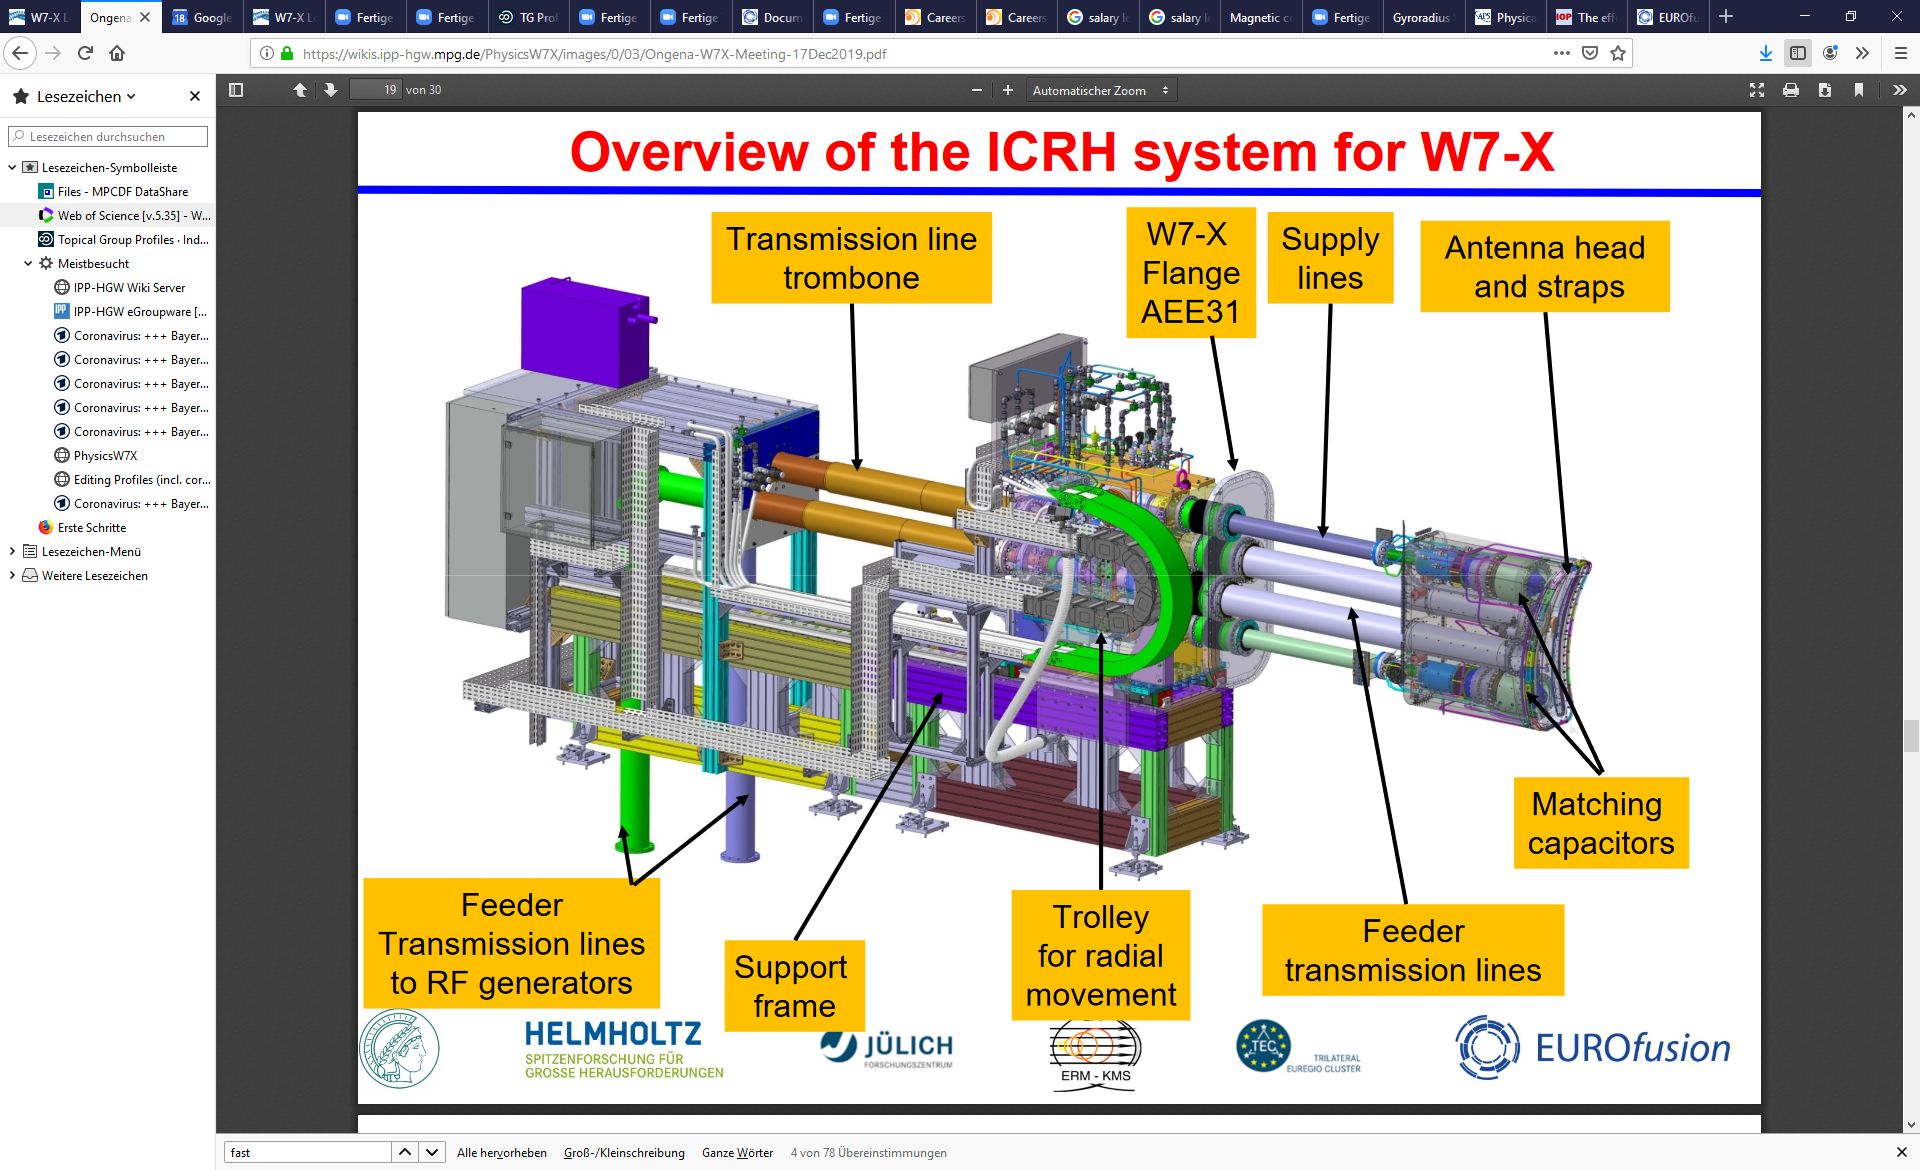 W7-X L
Ongena
Google
W7-X L
Fertige
Fertige
TG Prof
Fertige
Fertige
Docum
Fertige
Careers
Careers
salary le
salary le
Magnetic co
Fertige
Gyroradius
Physica
The eff
EUROfu
https://wikis.ipp-hgw.mpg.de/PhysicsW7X/images/0/03/Ongena-W7X-Meeting-17Dec2019.pdf
Lesezeichen
19 von 30
Automatischer Zoom
Lesezeichen durchsuchen
Lesezeichen-Symbolleiste
Files - MPCDF DataShare
Web of Science [v.5.35] - W...
Topical Group Profiles · Ind...
Meistbesucht
IPP-HGW Wiki Server
IPP-HGW eGroupware [...
Coronavirus: +++ Bayer...
Coronavirus: +++ Bayer...
Coronavirus: +++ Bayer...
Coronavirus: +++ Bayer...
Coronavirus: +++ Bayer...
PhysicsW7X
Editing Profiles (incl. cor...
Coronavirus: +++ Bayer...
Erste Schritte
Lesezeichen-Menü
Weitere Lesezeichen
Overview of the ICRH system for W7-X
Transmission line
trombone
W7-X
Flange
AEE31
Supply
lines
Antenna head
and straps
Matching
capacitors
Feeder
Transmission lines
to RF generators
Support
frame
Trolley
for radial
movement
Feeder
transmission lines
HELMHOLTZ
SPITZENFORSCHUNG FÜR
GROSSE HERAUSFORDERUNGEN
JÜLICH
FORSCHUNGSZENTRUM
ERM - KMS
TEC
TRILATERAL
EUREGIO CLUSTER
EUROfusion
fast
Alle hervorheben
Groß-/Kleinschreibung
Ganze Wörter
4 von 78 Übereinstimmungen